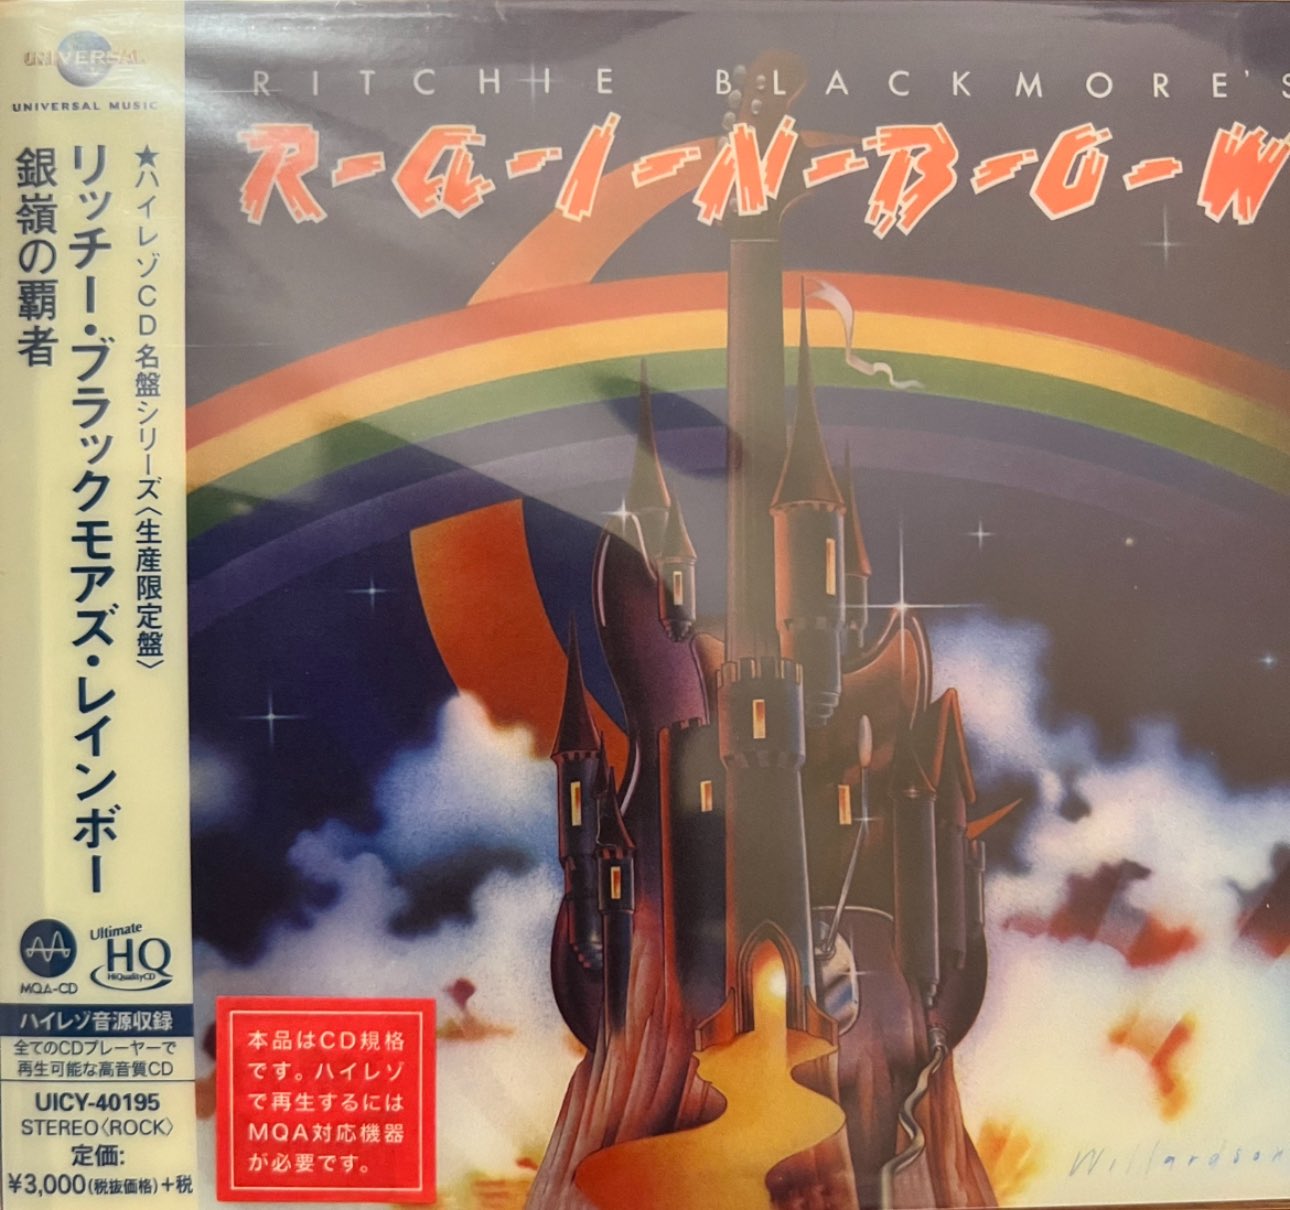 UNIVERSAL
UNIVERSAL MUSIC
★ハイレゾCD名盤シリーズ〈生産限定盤〉
リッチー・ブラックモアズ・レインボー
銀嶺の覇者
MQA-CD
Ultimate
HQ
HiQualityCD
ハイレゾ音源収録
全てのCDプレーヤーで
再生可能な高音質CD
UICY-40195
STEREO〈ROCK〉
定価:
¥3,000(税抜価格)+税
RITCHIE BLACKMORE'S
R-A-I-N-B-O-W
本品はCD規格
です。ハイレゾ
で再生するには
MQA対応機器
が必要です。
Willardson